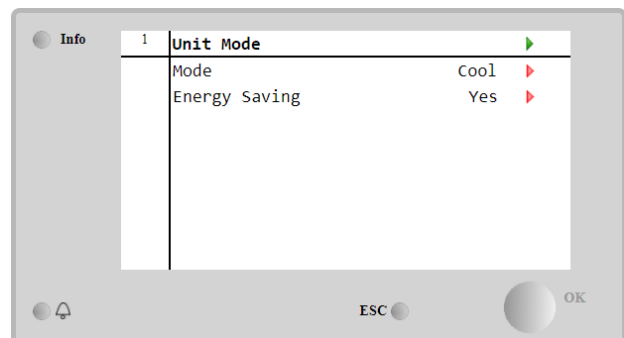 Info
1 Unit Mode
Mode Cool
Energy Saving Yes
ESC
OK